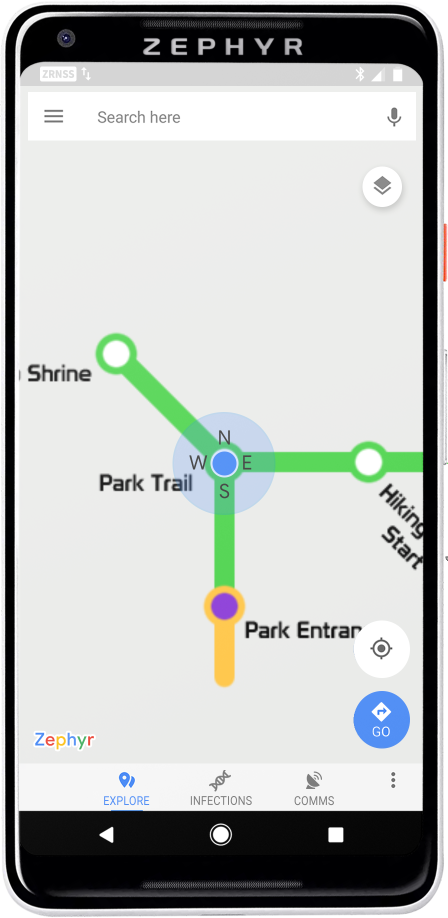 ZEPHYR
ZRNSS
Search here
Shrine
N
W E
S
Park Trail
Hiking
Start
Park Entran
Zephyr
GO
EXPLORE INFECTIONS COMMS